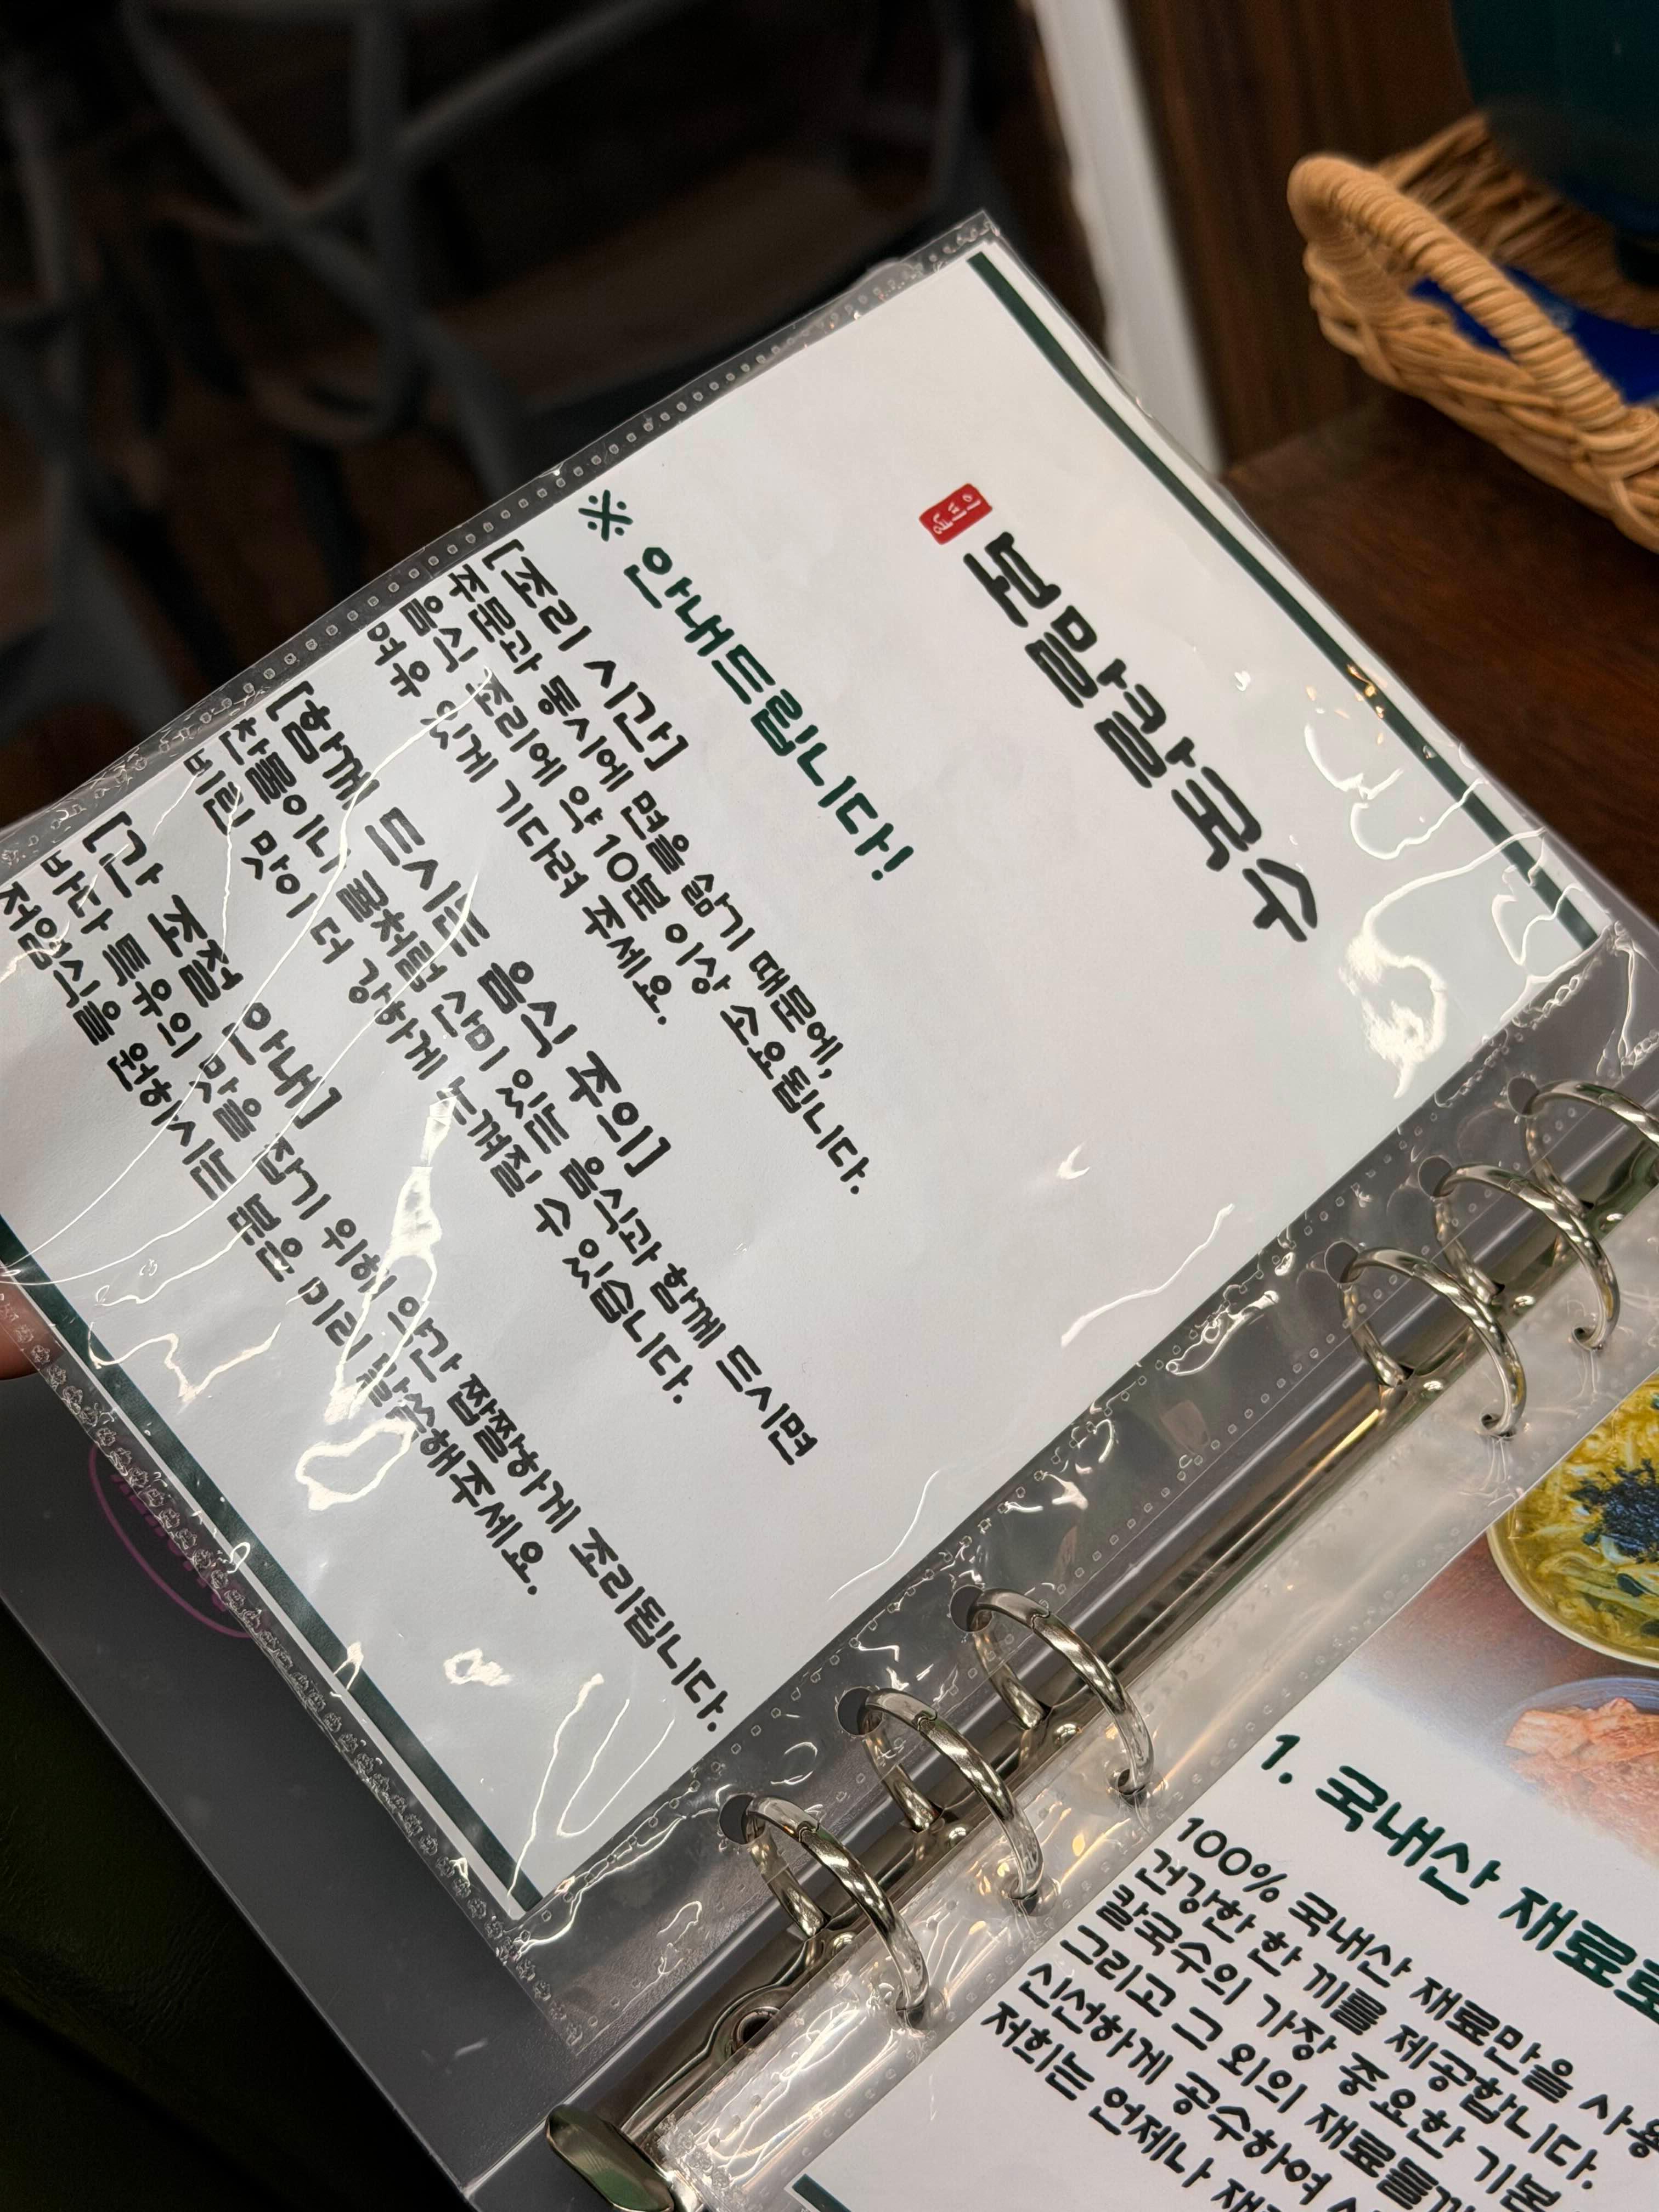 보말칼국수
※ 안내드립니다!
[조리 시간]
주문과 동시에 면을 삶기 때문에,
음식 조리에 약 10분 이상 소요됩니다.
여유 있게 기다려 주세요.
[함께 드시는 음식 주의]
찬물이나 귤처럼 산미 있는 음식과 함께 드시면
비린 맛이 더 강하게 느껴질 수 있습니다.
[간 조절 안내]
바다 특유의 맛을 잡기 위해 약간 짭짤하게 조리됩니다.
저염식을 원하시는 분은 미리 말씀해주세요.
1. 국내산 재료로
100% 국내산 재료만을 사용
건강한 한 끼를 제공합니다.
칼국수의 가장 중요한 기본
그리고 그 외의 재료들
신선하게 공수하여
저희는 언제나